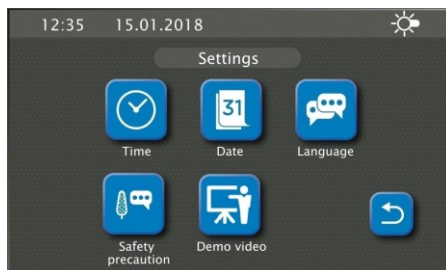 12:35 15.01.2018
Settings
31
Time Date Language
Safety
precaution
Demo video